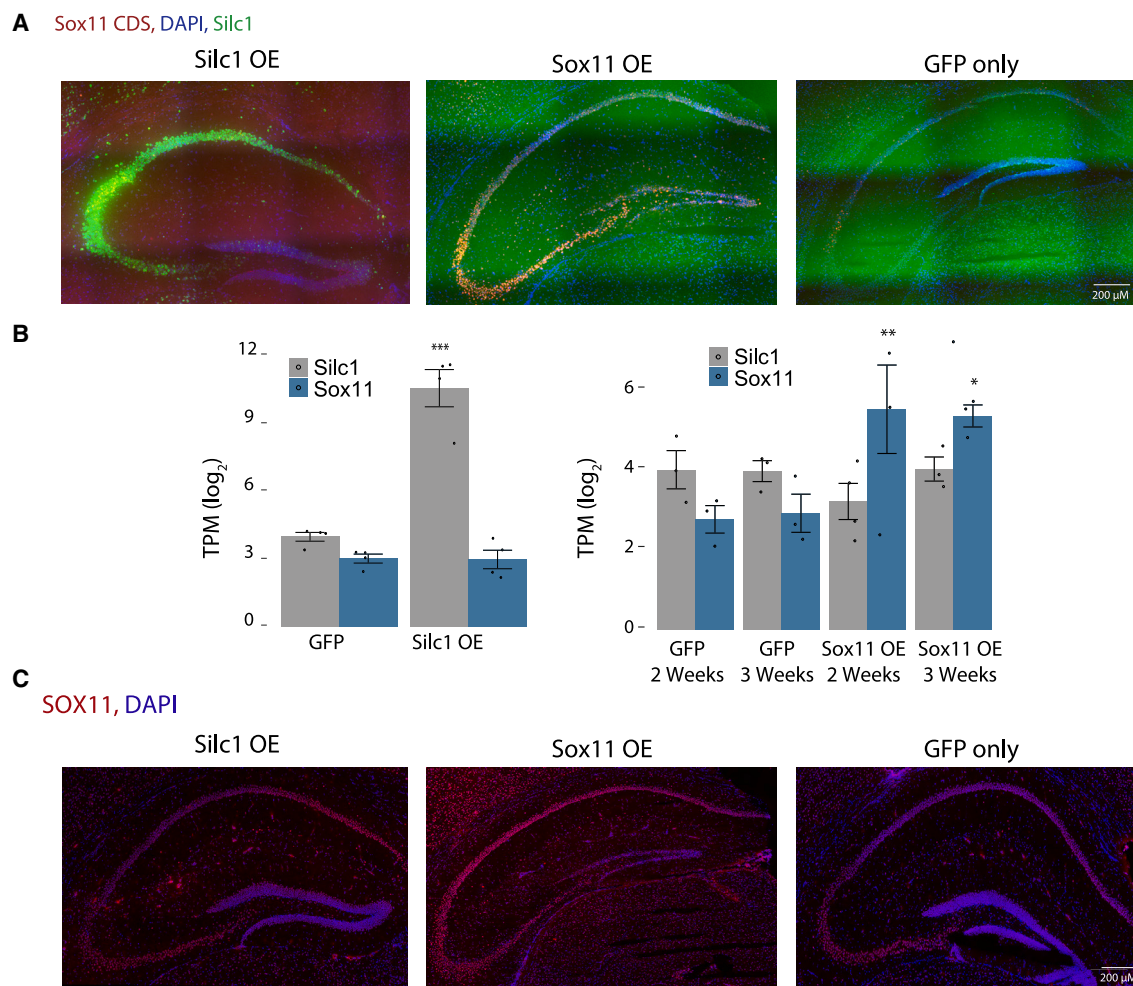 A
Sox11 CDS, DAPI, Silc1
Silc1 OE
Sox11 OE
GFP only
200 µM
B
TPM (log2)
12
9
6
3
0
Silc1
Sox11
***
GFP
Silc1 OE
TPM (log2)
6
4
2
0
Silc1
Sox11
**
*
GFP
2 Weeks
GFP
3 Weeks
Sox11 OE
2 Weeks
Sox11 OE
3 Weeks
C
SOX11, DAPI
Silc1 OE
Sox11 OE
GFP only
200 µM